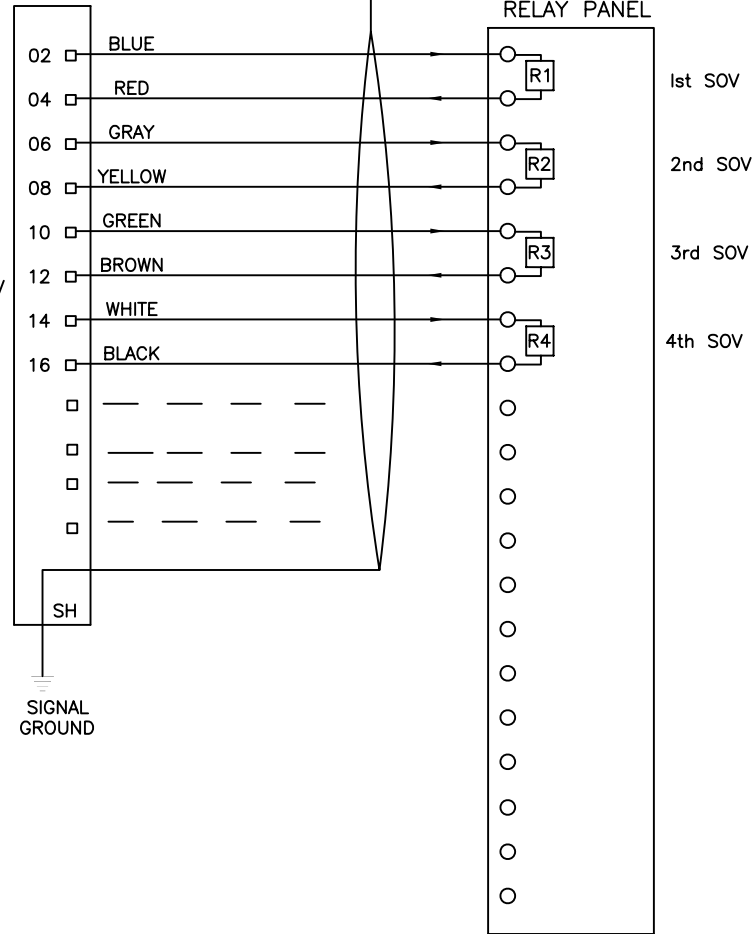 RELAY PANEL
02 BLUE
R1 1st SOV
04 RED
06 GRAY
R2 2nd SOV
08 YELLOW
10 GREEN
R3 3rd SOV
12 BROWN
14 WHITE
R4 4th SOV
16 BLACK
SH
SIGNAL
GROUND